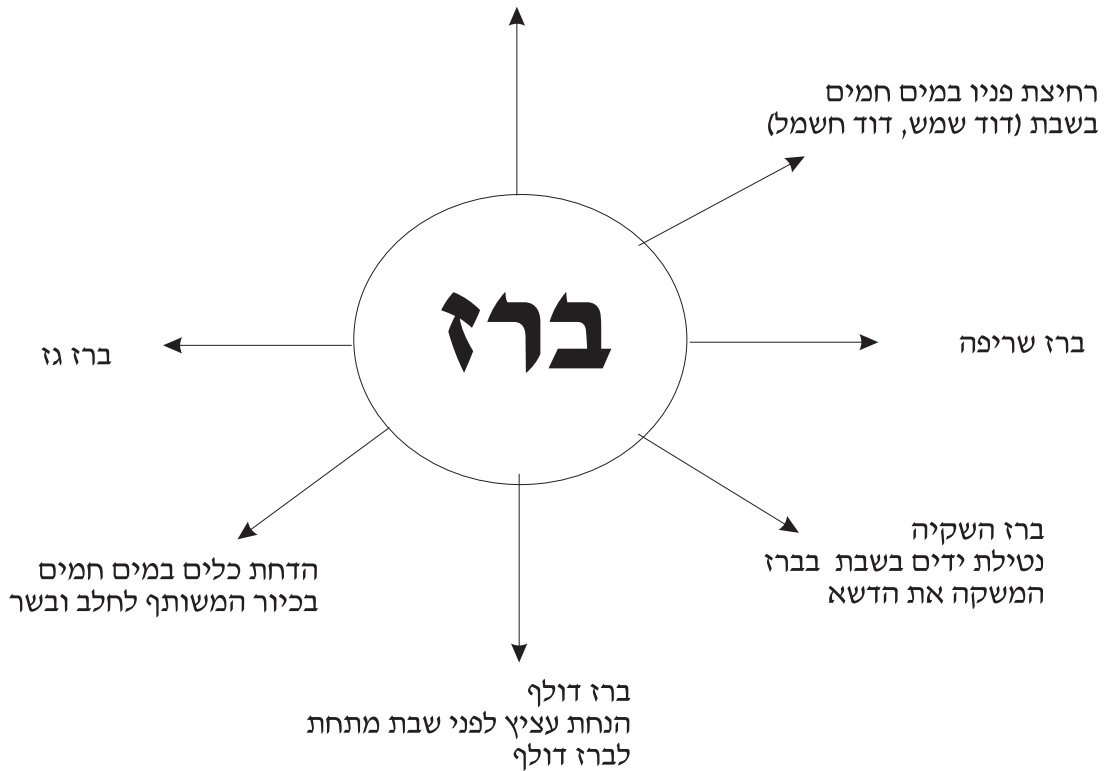 רחיצת פניו במים חמים
בשבת (דוד שמש, דוד חשמל)
ברז
ברז שריפה
ברז גז
ברז השקיה
נטילת ידים בשבת בברז
המשקה את הדשא
הדחת כלים במים חמים
בכיור המשותף לחלב ובשר
ברז דולף
הנחת עציץ לפני שבת מתחת
לברז דולף